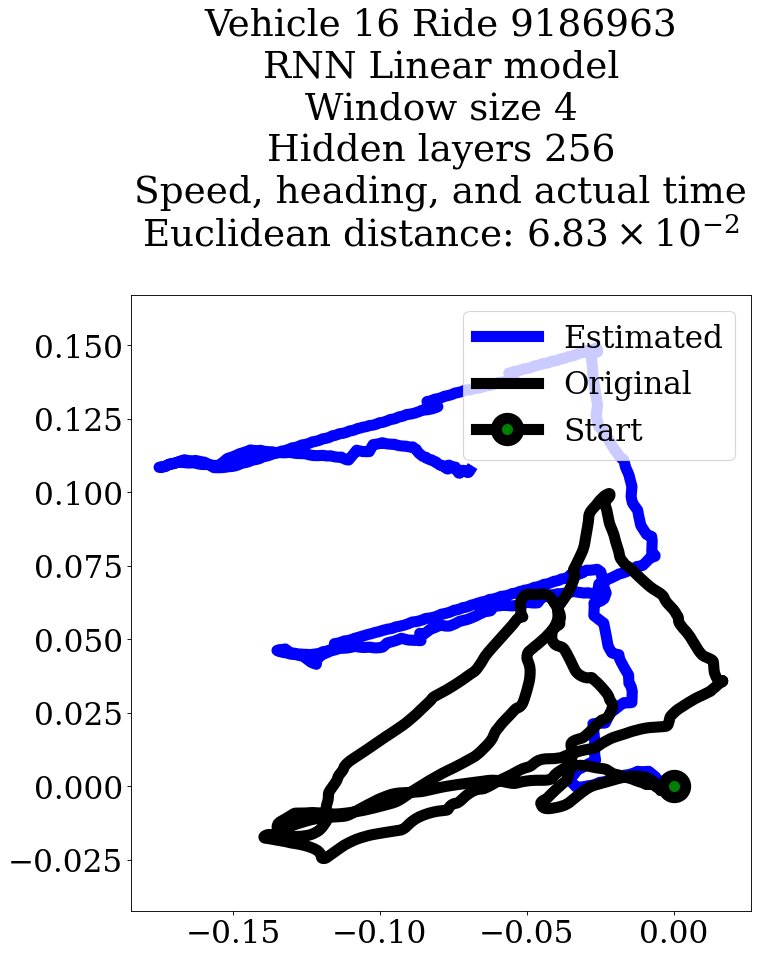 Vehicle 16 Ride 9186963
RNN Linear model
Window size 4
Hidden layers 256
Speed, heading, and actual time
Euclidean distance: 6.83 × 10⁻²
Estimated
Original
Start
0.150
0.125
0.100
0.075
0.050
0.025
0.000
−0.025
−0.15
−0.10
−0.05
0.00